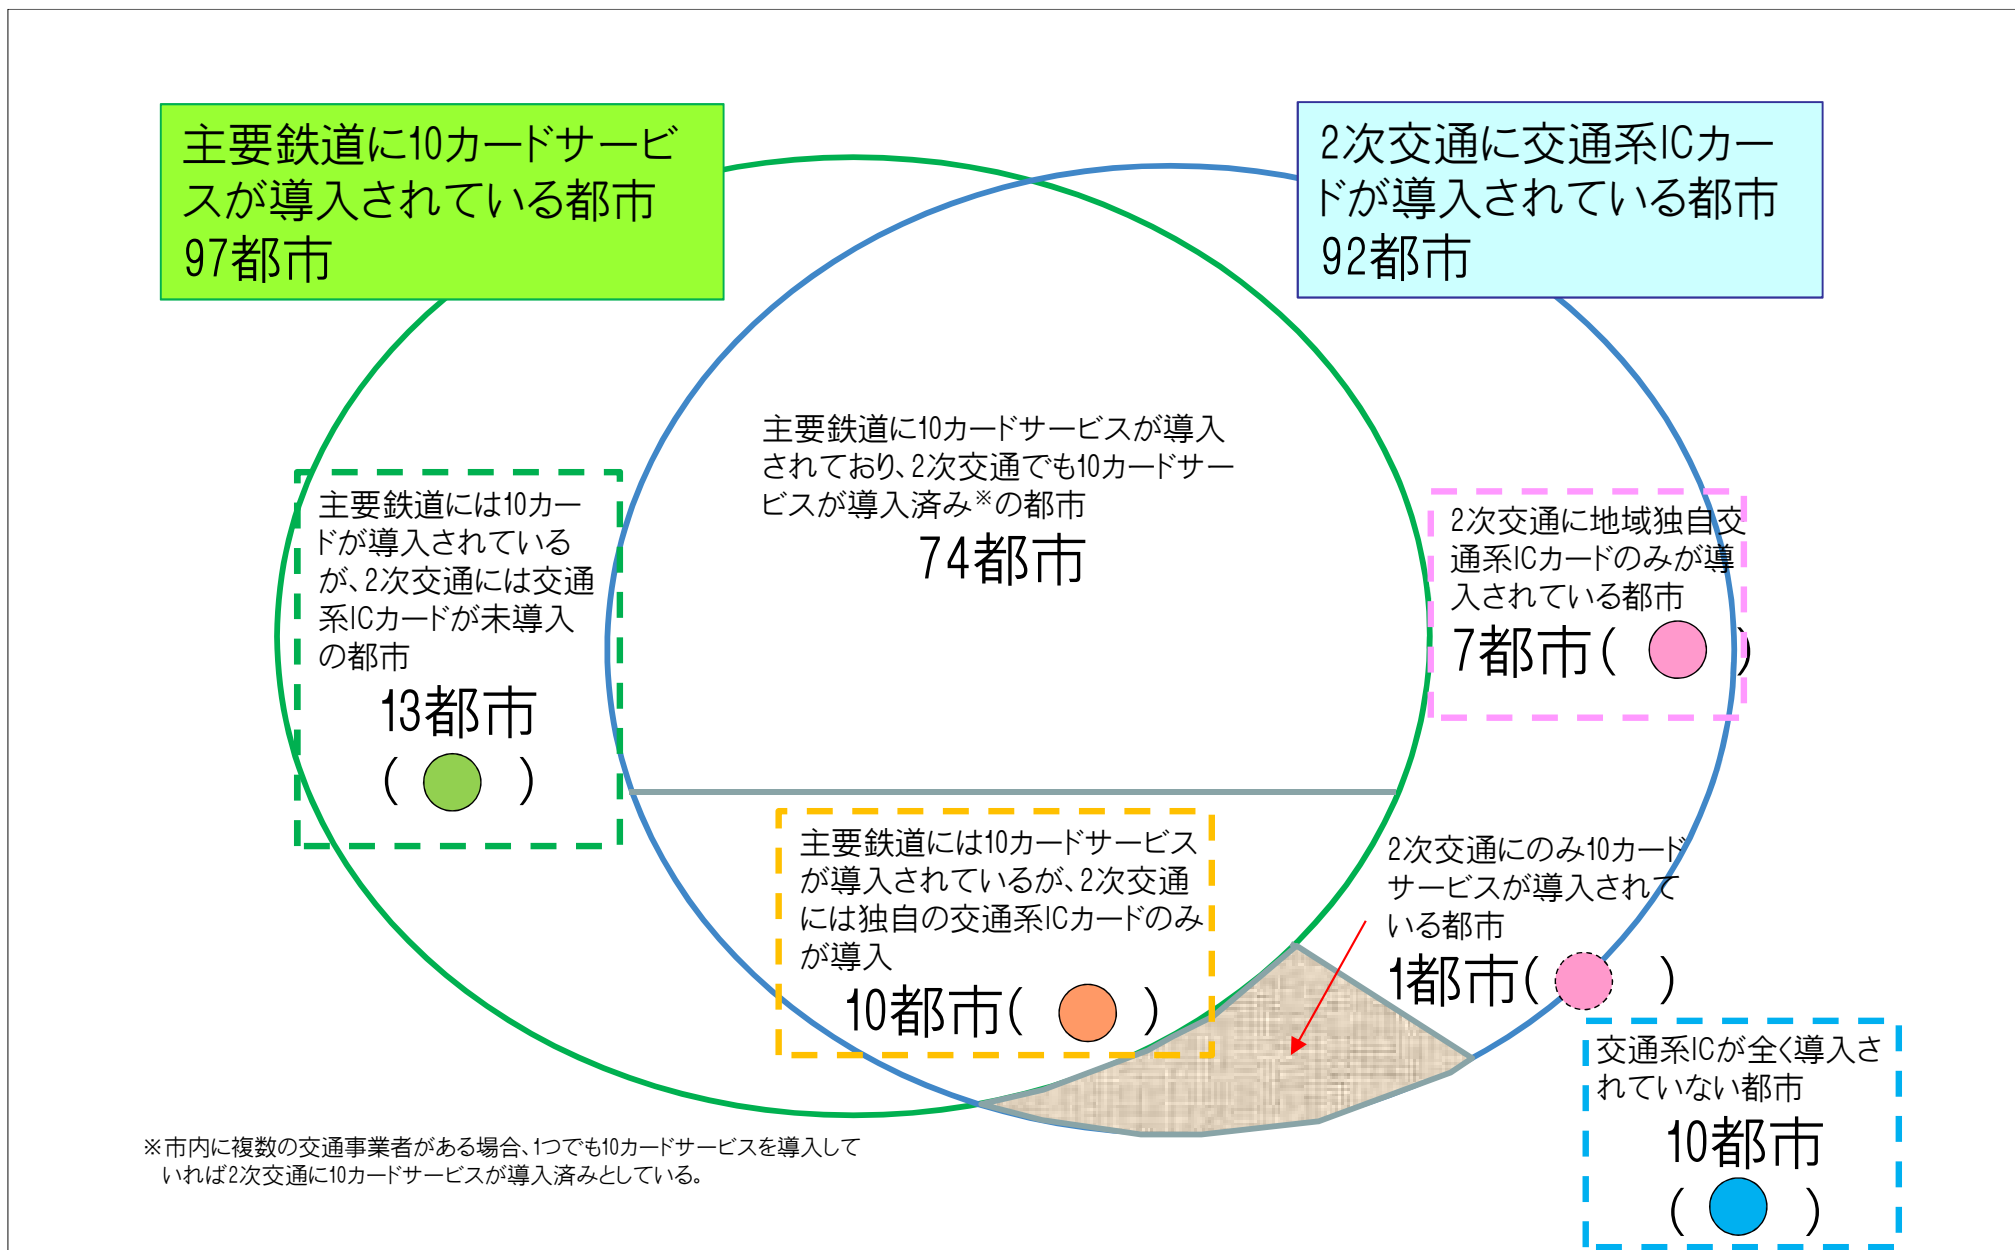 主要鉄道に10カードサービ
スが導入されている都市
97都市
2次交通に交通系ICカー
ドが導入されている都市
92都市
主要鉄道に10カードサービスが導入
されており、2次交通でも10カードサー
ビスが導入済み※の都市
74都市
主要鉄道には10カー
ドが導入されている
が、2次交通には交通
系ICカードが未導入
の都市
13都市
( )
2次交通に地域独自交
通系ICカードのみが導
入されている都市
7都市( )
主要鉄道には10カードサービス
が導入されているが、2次交通
には独自の交通系ICカードのみ
が導入
10都市( )
2次交通にのみ10カード
サービスが導入されて
いる都市
1都市( )
交通系ICが全く導入さ
れていない都市
10都市
( )
※市内に複数の交通事業者がある場合、1つでも10カードサービスを導入して
いれば2次交通に10カードサービスが導入済みとしている。